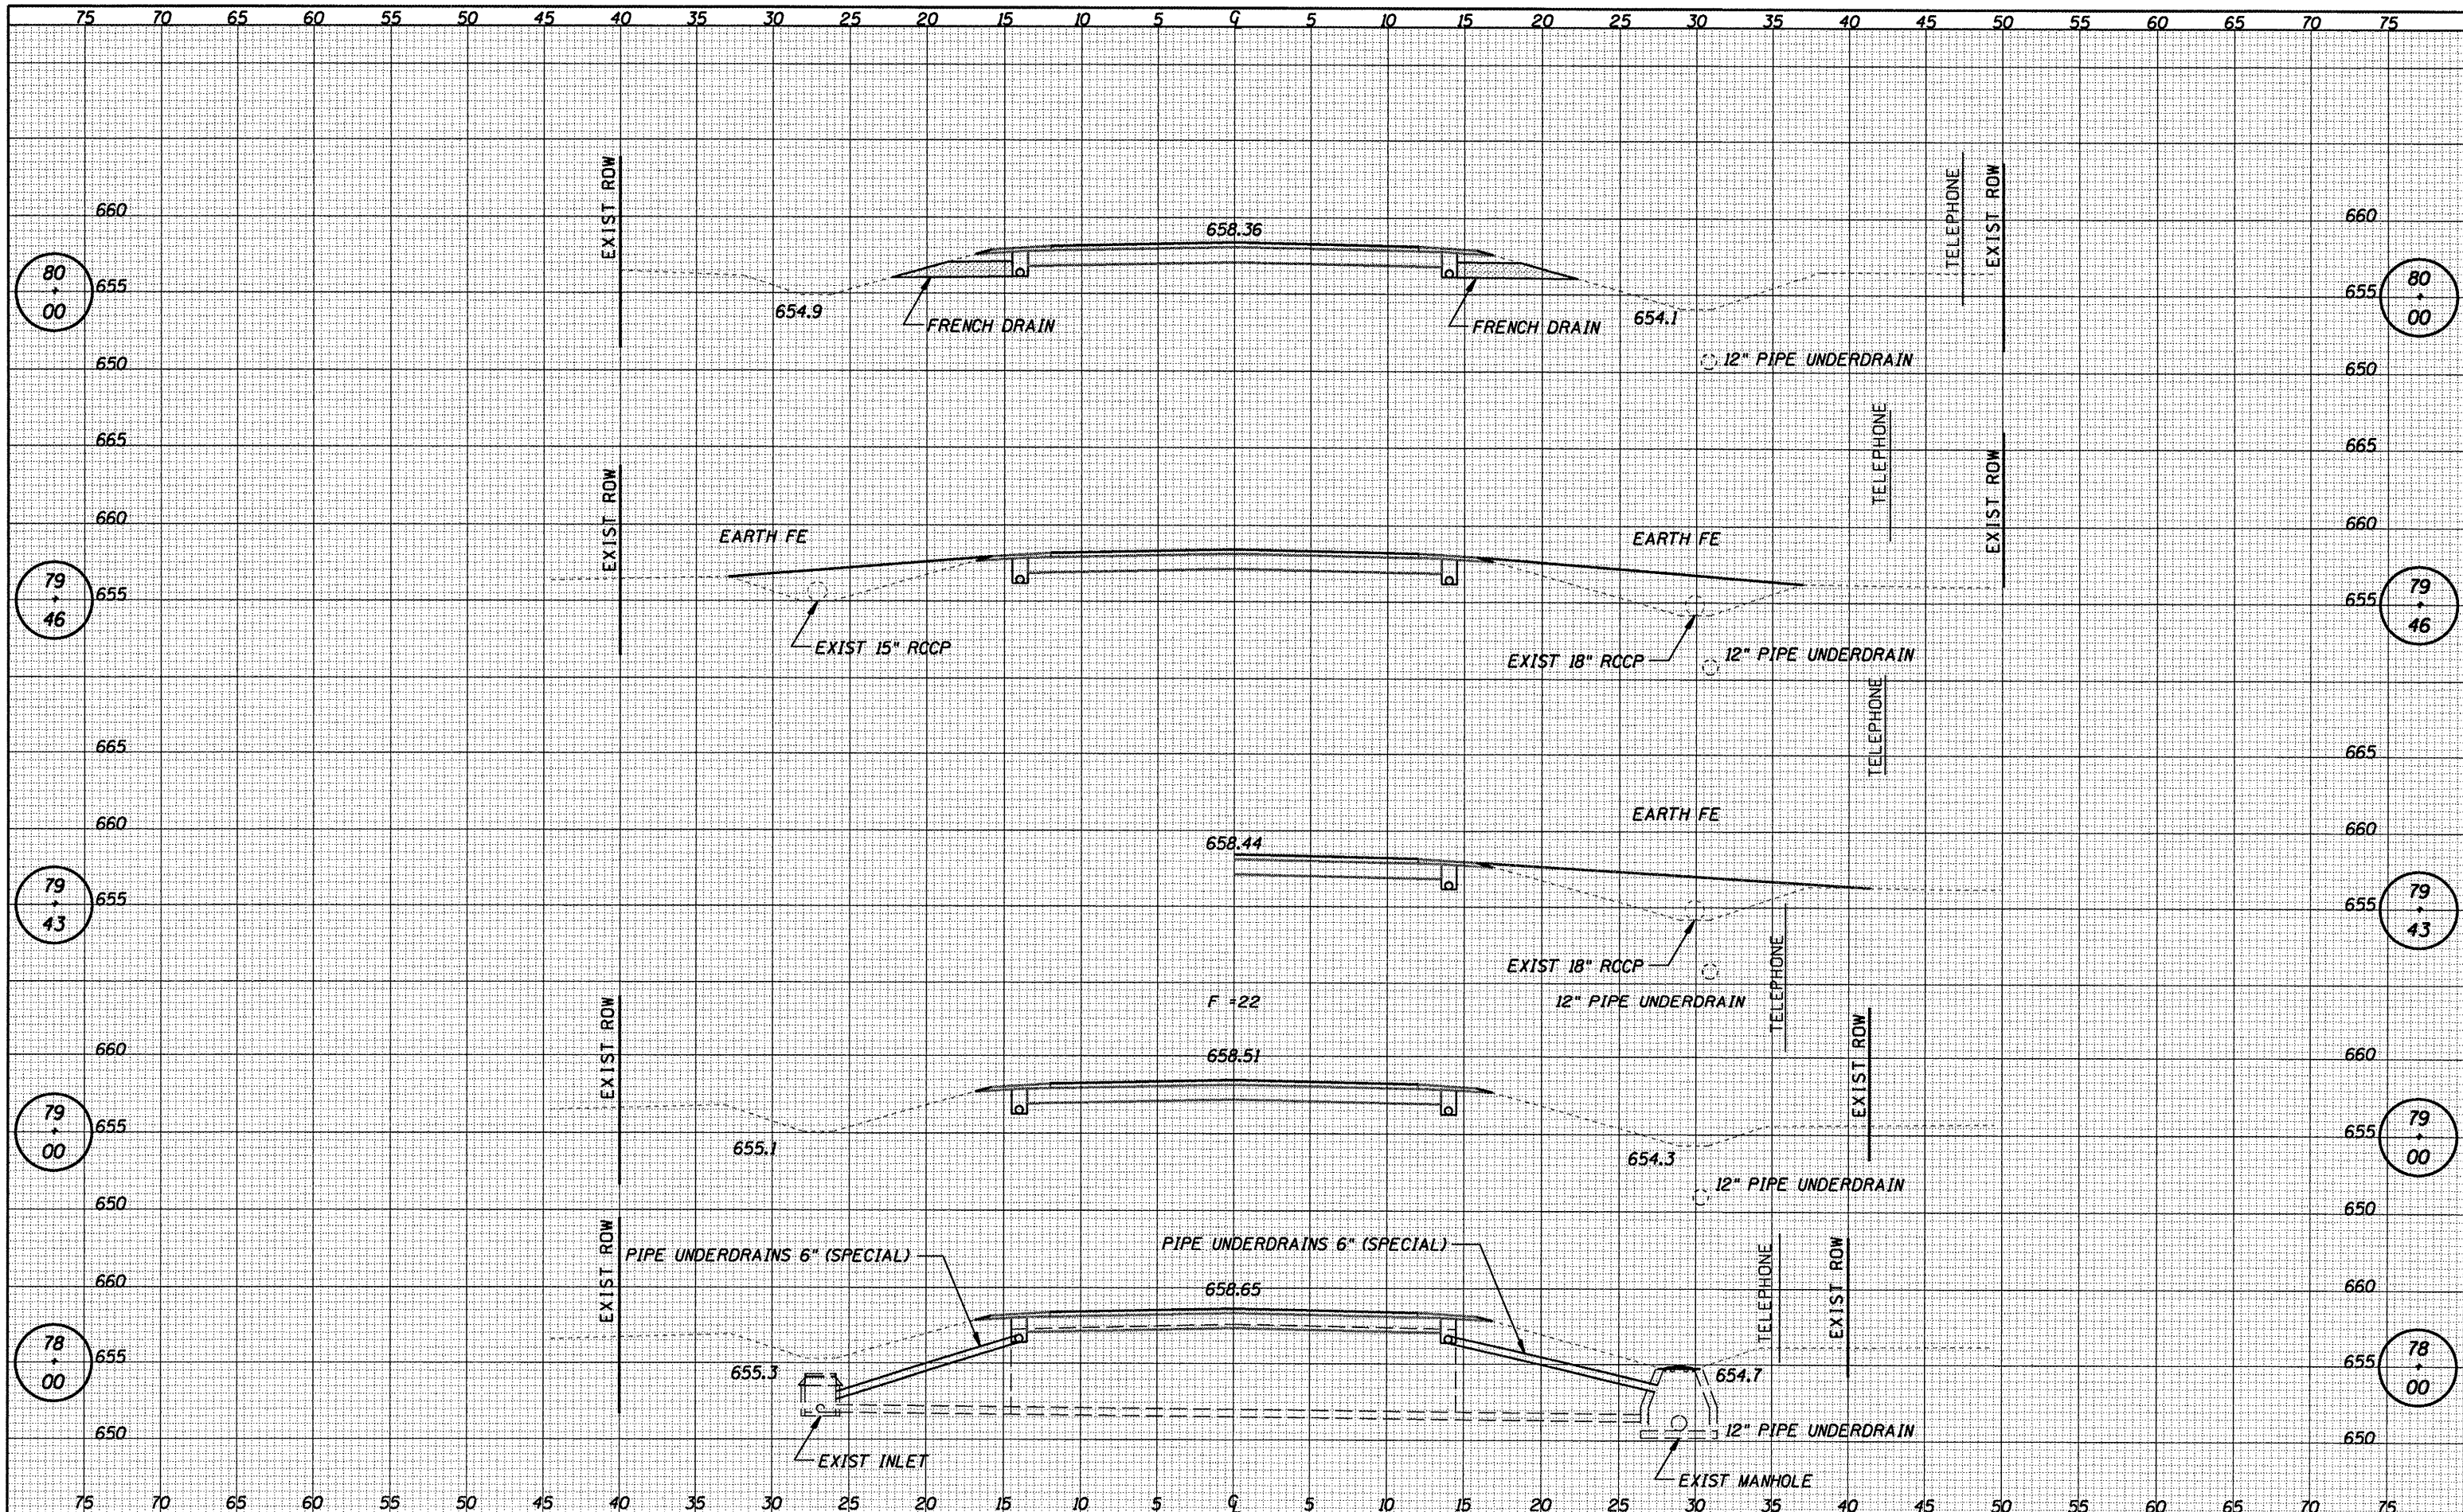 75 70 65 60 55 50 45 40 35 30 25 20 15 10 5 ℄ 5 10 15 20 25 30 35 40 45 50 55 60 65 70 75
EXIST ROW
TELEPHONE
EXIST ROW
660
658.36
660
80 + 00
655
654.9
FRENCH DRAIN
FRENCH DRAIN
654.1
655
80 + 00
650
12" PIPE UNDERDRAIN
650
TELEPHONE
665
665
EXIST ROW
EXIST ROW
660
EARTH FE
EARTH FE
660
79 + 46
655
655
79 + 46
EXIST 15" RCCP
EXIST 18" RCCP
12" PIPE UNDERDRAIN
TELEPHONE
665
665
EARTH FE
660
658.44
660
79 + 43
655
655
79 + 43
EXIST 18" RCCP
TELEPHONE
F =22
12" PIPE UNDERDRAIN
EXIST ROW
EXIST ROW
660
658.51
660
79 + 00
655
655.1
654.3
655
79 + 00
12" PIPE UNDERDRAIN
650
650
EXIST ROW
PIPE UNDERDRAINS 6" (SPECIAL)
PIPE UNDERDRAINS 6" (SPECIAL)
TELEPHONE
EXIST ROW
660
658.65
660
78 + 00
655
655.3
654.7
655
78 + 00
650
12" PIPE UNDERDRAIN
650
EXIST INLET
EXIST MANHOLE
75 70 65 60 55 50 45 40 35 30 25 20 15 10 5 ℄ 5 10 15 20 25 30 35 40 45 50 55 60 65 70 75